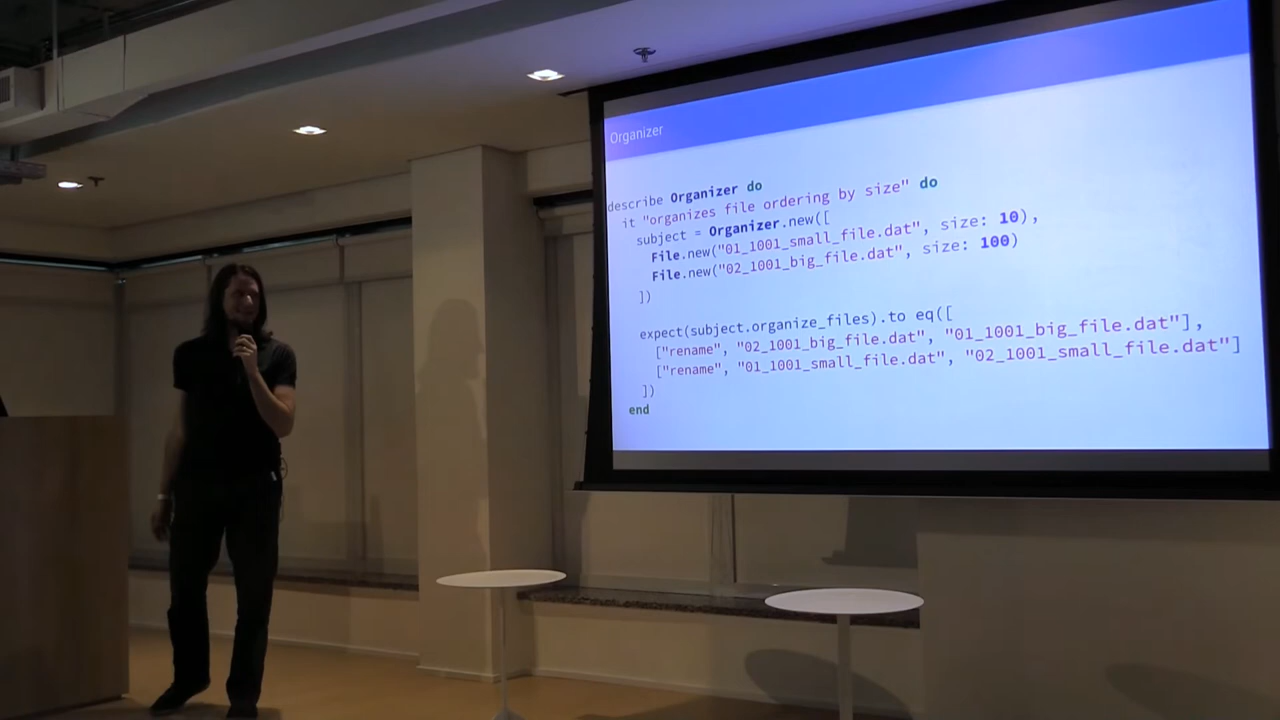 Organizer
describe Organizer do
it "organizes file ordering by size" do
subject = Organizer.new([
File.new("01_1001_small_file.dat", size: 10),
File.new("02_1001_big_file.dat", size: 100)
])
expect(subject.organize_files).to eq([
["rename", "02_1001_big_file.dat", "01_1001_big_file.dat"],
["rename", "01_1001_small_file.dat", "02_1001_small_file.dat"]
])
end